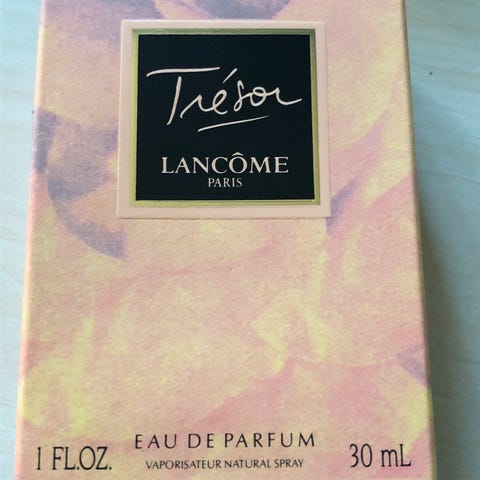 Trésor
LANCÔME
PARIS
EAU DE PARFUM
1 FL.OZ. VAPORISATEUR NATURAL SPRAY 30 mL